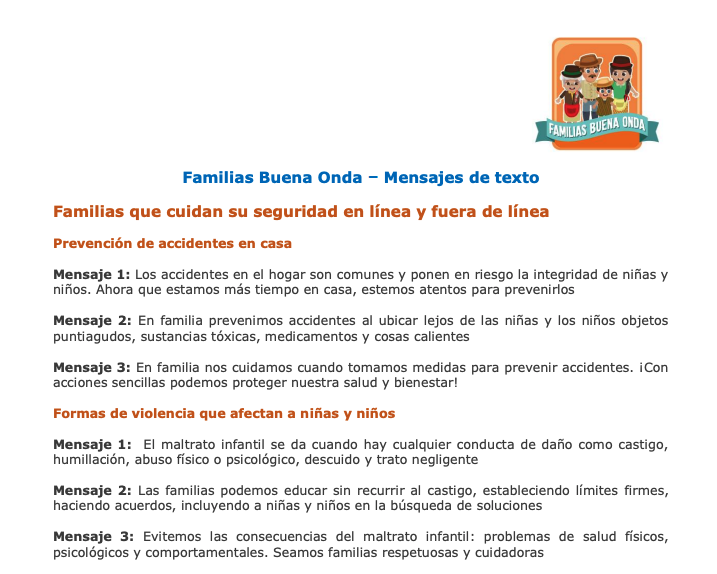 FAMILIAS BUENA ONDA
Familias Buena Onda – Mensajes de texto
Familias que cuidan su seguridad en línea y fuera de línea
Prevención de accidentes en casa
Mensaje 1: Los accidentes en el hogar son comunes y ponen en riesgo la integridad de niñas y
niños. Ahora que estamos más tiempo en casa, estemos atentos para prevenirlos
Mensaje 2: En familia prevenimos accidentes al ubicar lejos de las niñas y los niños objetos
puntiagudos, sustancias tóxicas, medicamentos y cosas calientes
Mensaje 3: En familia nos cuidamos cuando tomamos medidas para prevenir accidentes. ¡Con
acciones sencillas podemos proteger nuestra salud y bienestar!
Formas de violencia que afectan a niñas y niños
Mensaje 1: El maltrato infantil se da cuando hay cualquier conducta de daño como castigo,
humillación, abuso físico o psicológico, descuido y trato negligente
Mensaje 2: Las familias podemos educar sin recurrir al castigo, estableciendo límites firmes,
haciendo acuerdos, incluyendo a niñas y niños en la búsqueda de soluciones
Mensaje 3: Evitemos las consecuencias del maltrato infantil: problemas de salud físicos,
psicológicos y comportamentales. Seamos familias respetuosas y cuidadoras